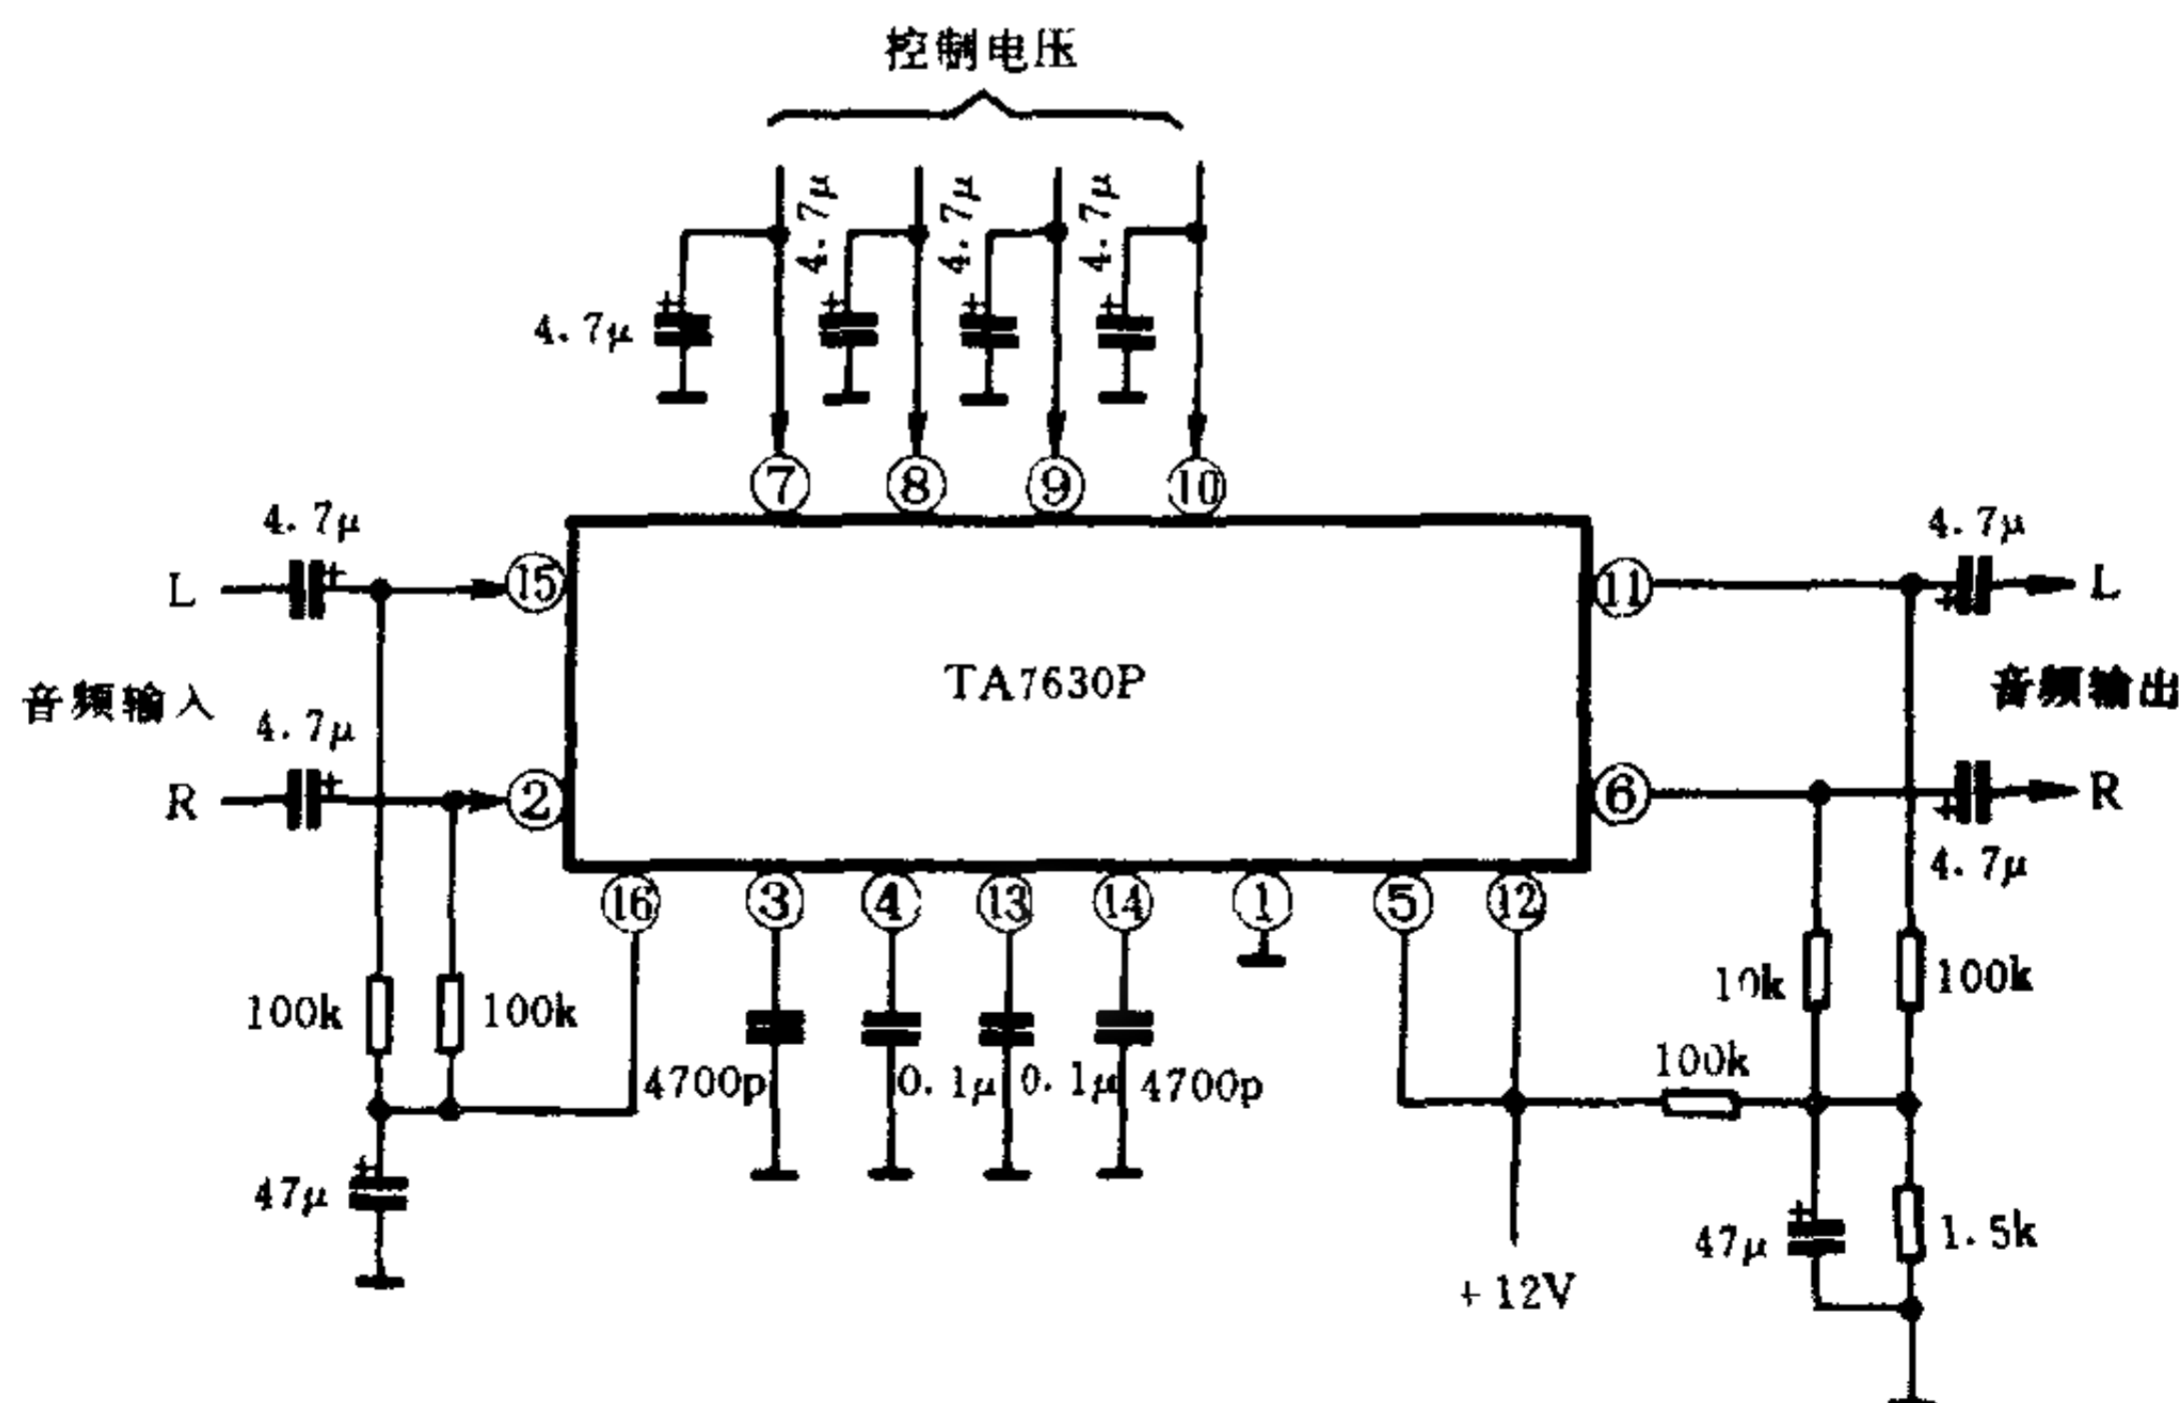 控制电压
4.7μ
4.7μ
4.7μ
4.7μ
⑦
⑧
⑨
⑩
4.7μ
L
⑮
⑪
4.7μ
L
音频输入
TA7630P
音频输出
4.7μ
R
②
⑥
R
4.7μ
⑯
③
④
⑬
⑭
①
⑤
⑫
100k
100k
10k
100k
4700p
0.1μ
0.1μ
4700p
100k
47μ
+12V
47μ
1.5k